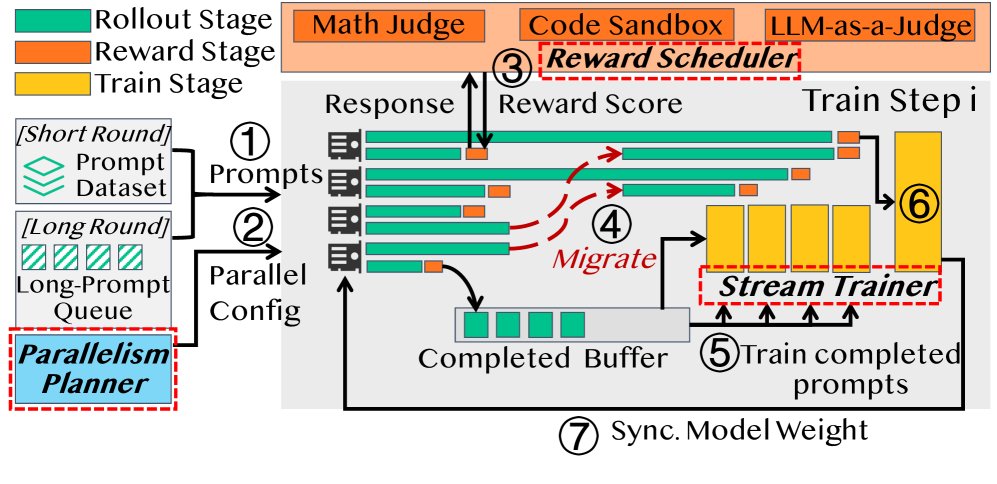 Rollout Stage
Reward Stage
Train Stage
Math Judge
Code Sandbox
LLM-as-a-Judge
Reward Scheduler
③
Response
Reward Score
Train Step i
[Short Round]
Prompt
Dataset
①
Prompts
[Long Round]
Long-Prompt
Queue
②
Parallel
Config
Parallelism
Planner
④
Migrate
⑥
Stream Trainer
Completed Buffer
⑤ Train completed
prompts
⑦ Sync. Model Weight